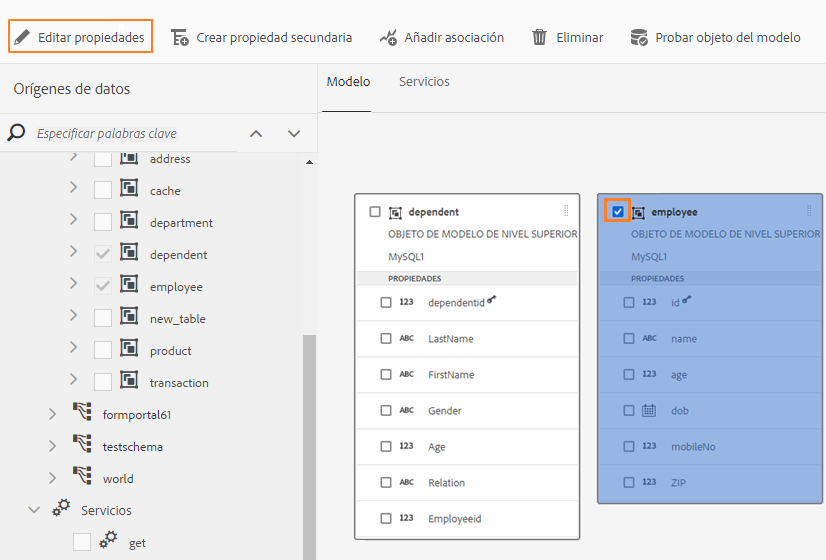 Editar propiedades
Crear propiedad secundaria
Añadir asociación
Eliminar
Probar objeto del modelo
Orígenes de datos
Especificar palabras clave
address
cache
department
dependent
employee
new_table
product
transaction
formportal61
testschema
world
Servicios
get
Modelo
Servicios
dependent
OBJETO DE MODELO DE NIVEL SUPERIOR
MySQL1
PROPIEDADES
123 dependentid
ABC LastName
ABC FirstName
ABC Gender
123 Age
ABC Relation
123 Employeeid
employee
OBJETO DE MODELO DE NIVEL SUPERIOR
MySQL1
PROPIEDADES
123 id
ABC name
123 age
dob
123 mobileNo
123 ZIP